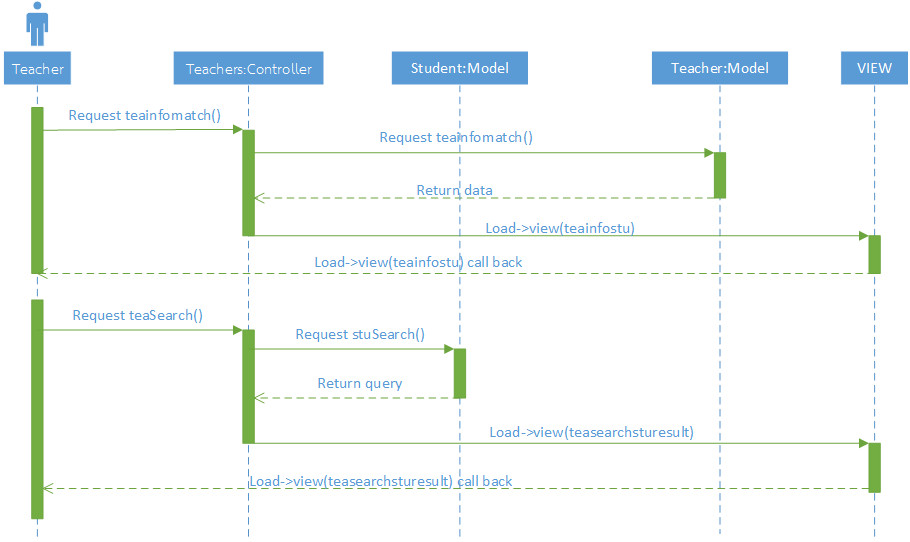 Teacher
Teachers:Controller
Student:Model
Teacher:Model
VIEW
Request teainfomatch()
Request teainfomatch()
Return data
Load->view(teainfostu)
Load->view(teainfostu) call back
Request teaSearch()
Request stuSearch()
Return query
Load->view(teasearchsturesult)
Load->view(teasearchsturesult) call back